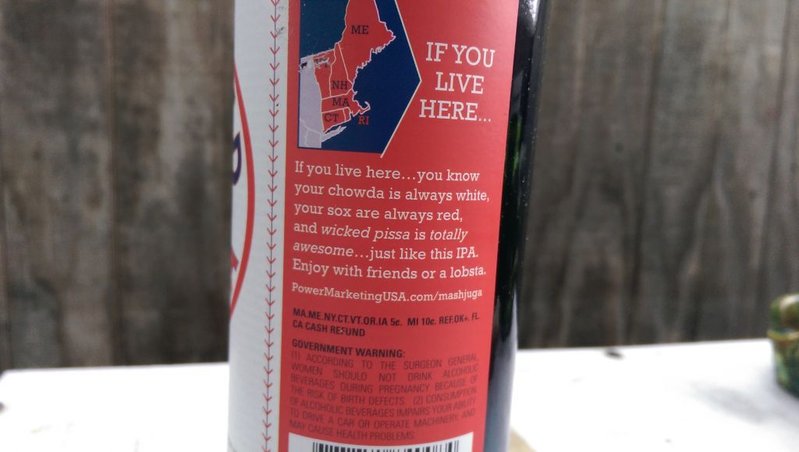 ME
NH
MA
CT
RI
IF YOU
LIVE
HERE...
If you live here...you know
your chowda is always white,
your sox are always red,
and wicked pissa is totally
awesome...just like this IPA.
Enjoy with friends or a lobsta.
PowerMarketingUSA.com/mashjuga
MA.ME.NY.CT.VT.OR.IA 5c. MI 10c. REF.OK+. FL.
CA CASH REFUND
GOVERNMENT WARNING:
(1) ACCORDING TO THE SURGEON GENERAL,
WOMEN SHOULD NOT DRINK ALCOHOLIC
BEVERAGES DURING PREGNANCY BECAUSE OF
THE RISK OF BIRTH DEFECTS. (2) CONSUMPTION
OF ALCOHOLIC BEVERAGES IMPAIRS YOUR ABILITY
TO DRIVE A CAR OR OPERATE MACHINERY, AND
MAY CAUSE HEALTH PROBLEMS.